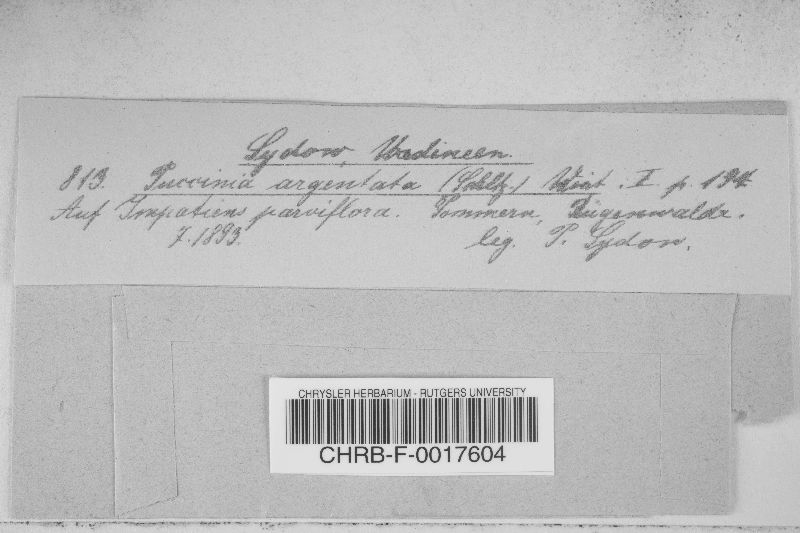 Sydow, Uredineen.
813. Puccinia argentata (Schltz.) Wint. I p. 194
Auf Impatiens parviflora. Pommern, Rügenwalde.
7. 1893. leg. P. Sydow.
CHRYSLER HERBARIUM - RUTGERS UNIVERSITY
CHRB-F-0017604